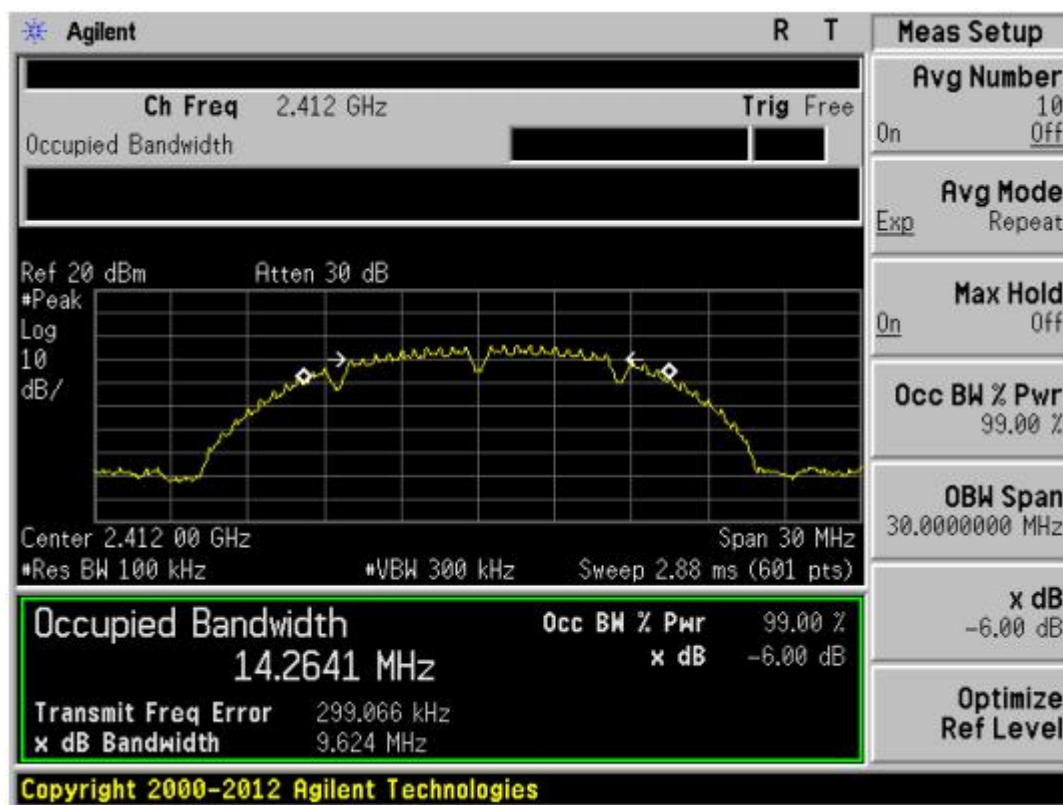 Agilent R T
Ch Freq 2.412 GHz Trig Free
Occupied Bandwidth
Ref 20 dBm Atten 30 dB
#Peak
Log
10
dB/
Center 2.412 00 GHz Span 30 MHz
#Res BW 100 kHz #VBW 300 kHz Sweep 2.88 ms (601 pts)
Occupied Bandwidth Occ BW % Pwr 99.00 %
14.2641 MHz x dB -6.00 dB
Transmit Freq Error 299.066 kHz
x dB Bandwidth 9.624 MHz
Copyright 2000-2012 Agilent Technologies
Meas Setup
Avg Number
10
On Off
Avg Mode
Exp Repeat
Max Hold
On Off
Occ BW % Pwr
99.00 %
OBW Span
30.0000000 MHz
x dB
-6.00 dB
Optimize
Ref Level